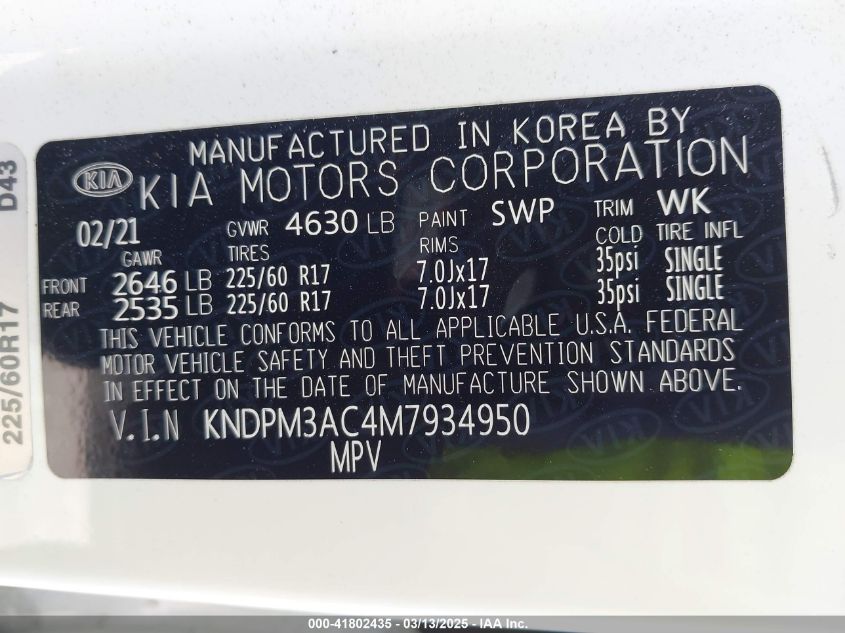 MANUFACTURED IN KOREA BY
KIA KIA MOTORS CORPORATION
02/21 GVWR 4630 LB PAINT SWP TRIM WK
GAWR TIRES RIMS COLD TIRE INFL
FRONT 2646 LB 225/60 R17 7.0Jx17 35psi SINGLE
REAR 2535 LB 225/60 R17 7.0Jx17 35psi SINGLE
THIS VEHICLE CONFORMS TO ALL APPLICABLE U.S.A. FEDERAL
MOTOR VEHICLE SAFETY AND THEFT PREVENTION STANDARDS
IN EFFECT ON THE DATE OF MANUFACTURE SHOWN ABOVE.
V.I.N KNDPM3AC4M7934950
MPV
225/60R17 D43
000-41802435 - 03/13/2025 - IAA Inc.